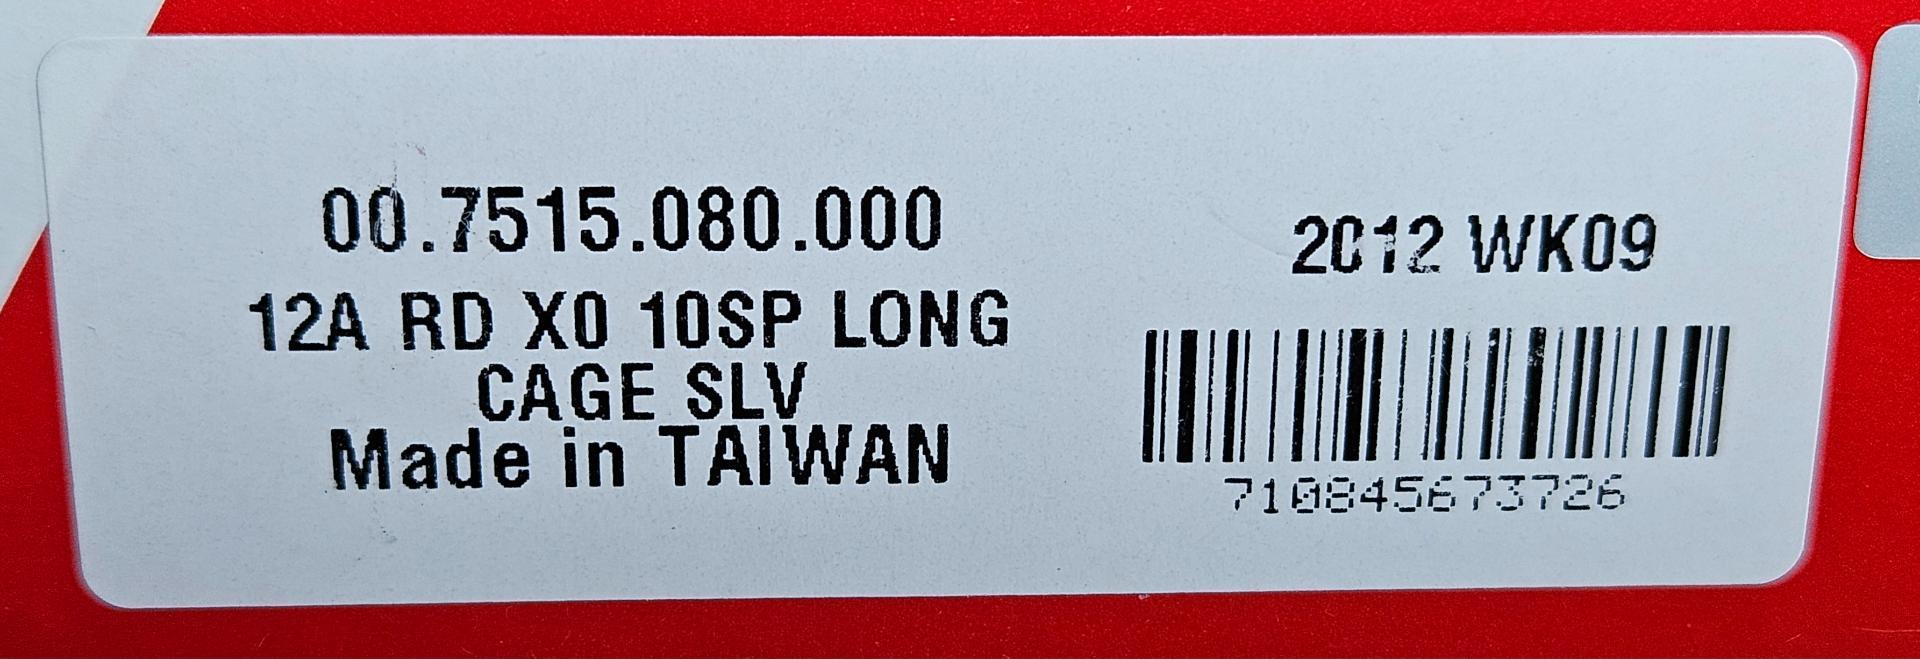 00.7515.080.000
12A RD X0 10SP LONG
CAGE SLV
Made in TAIWAN
2012 WK09
710845673726